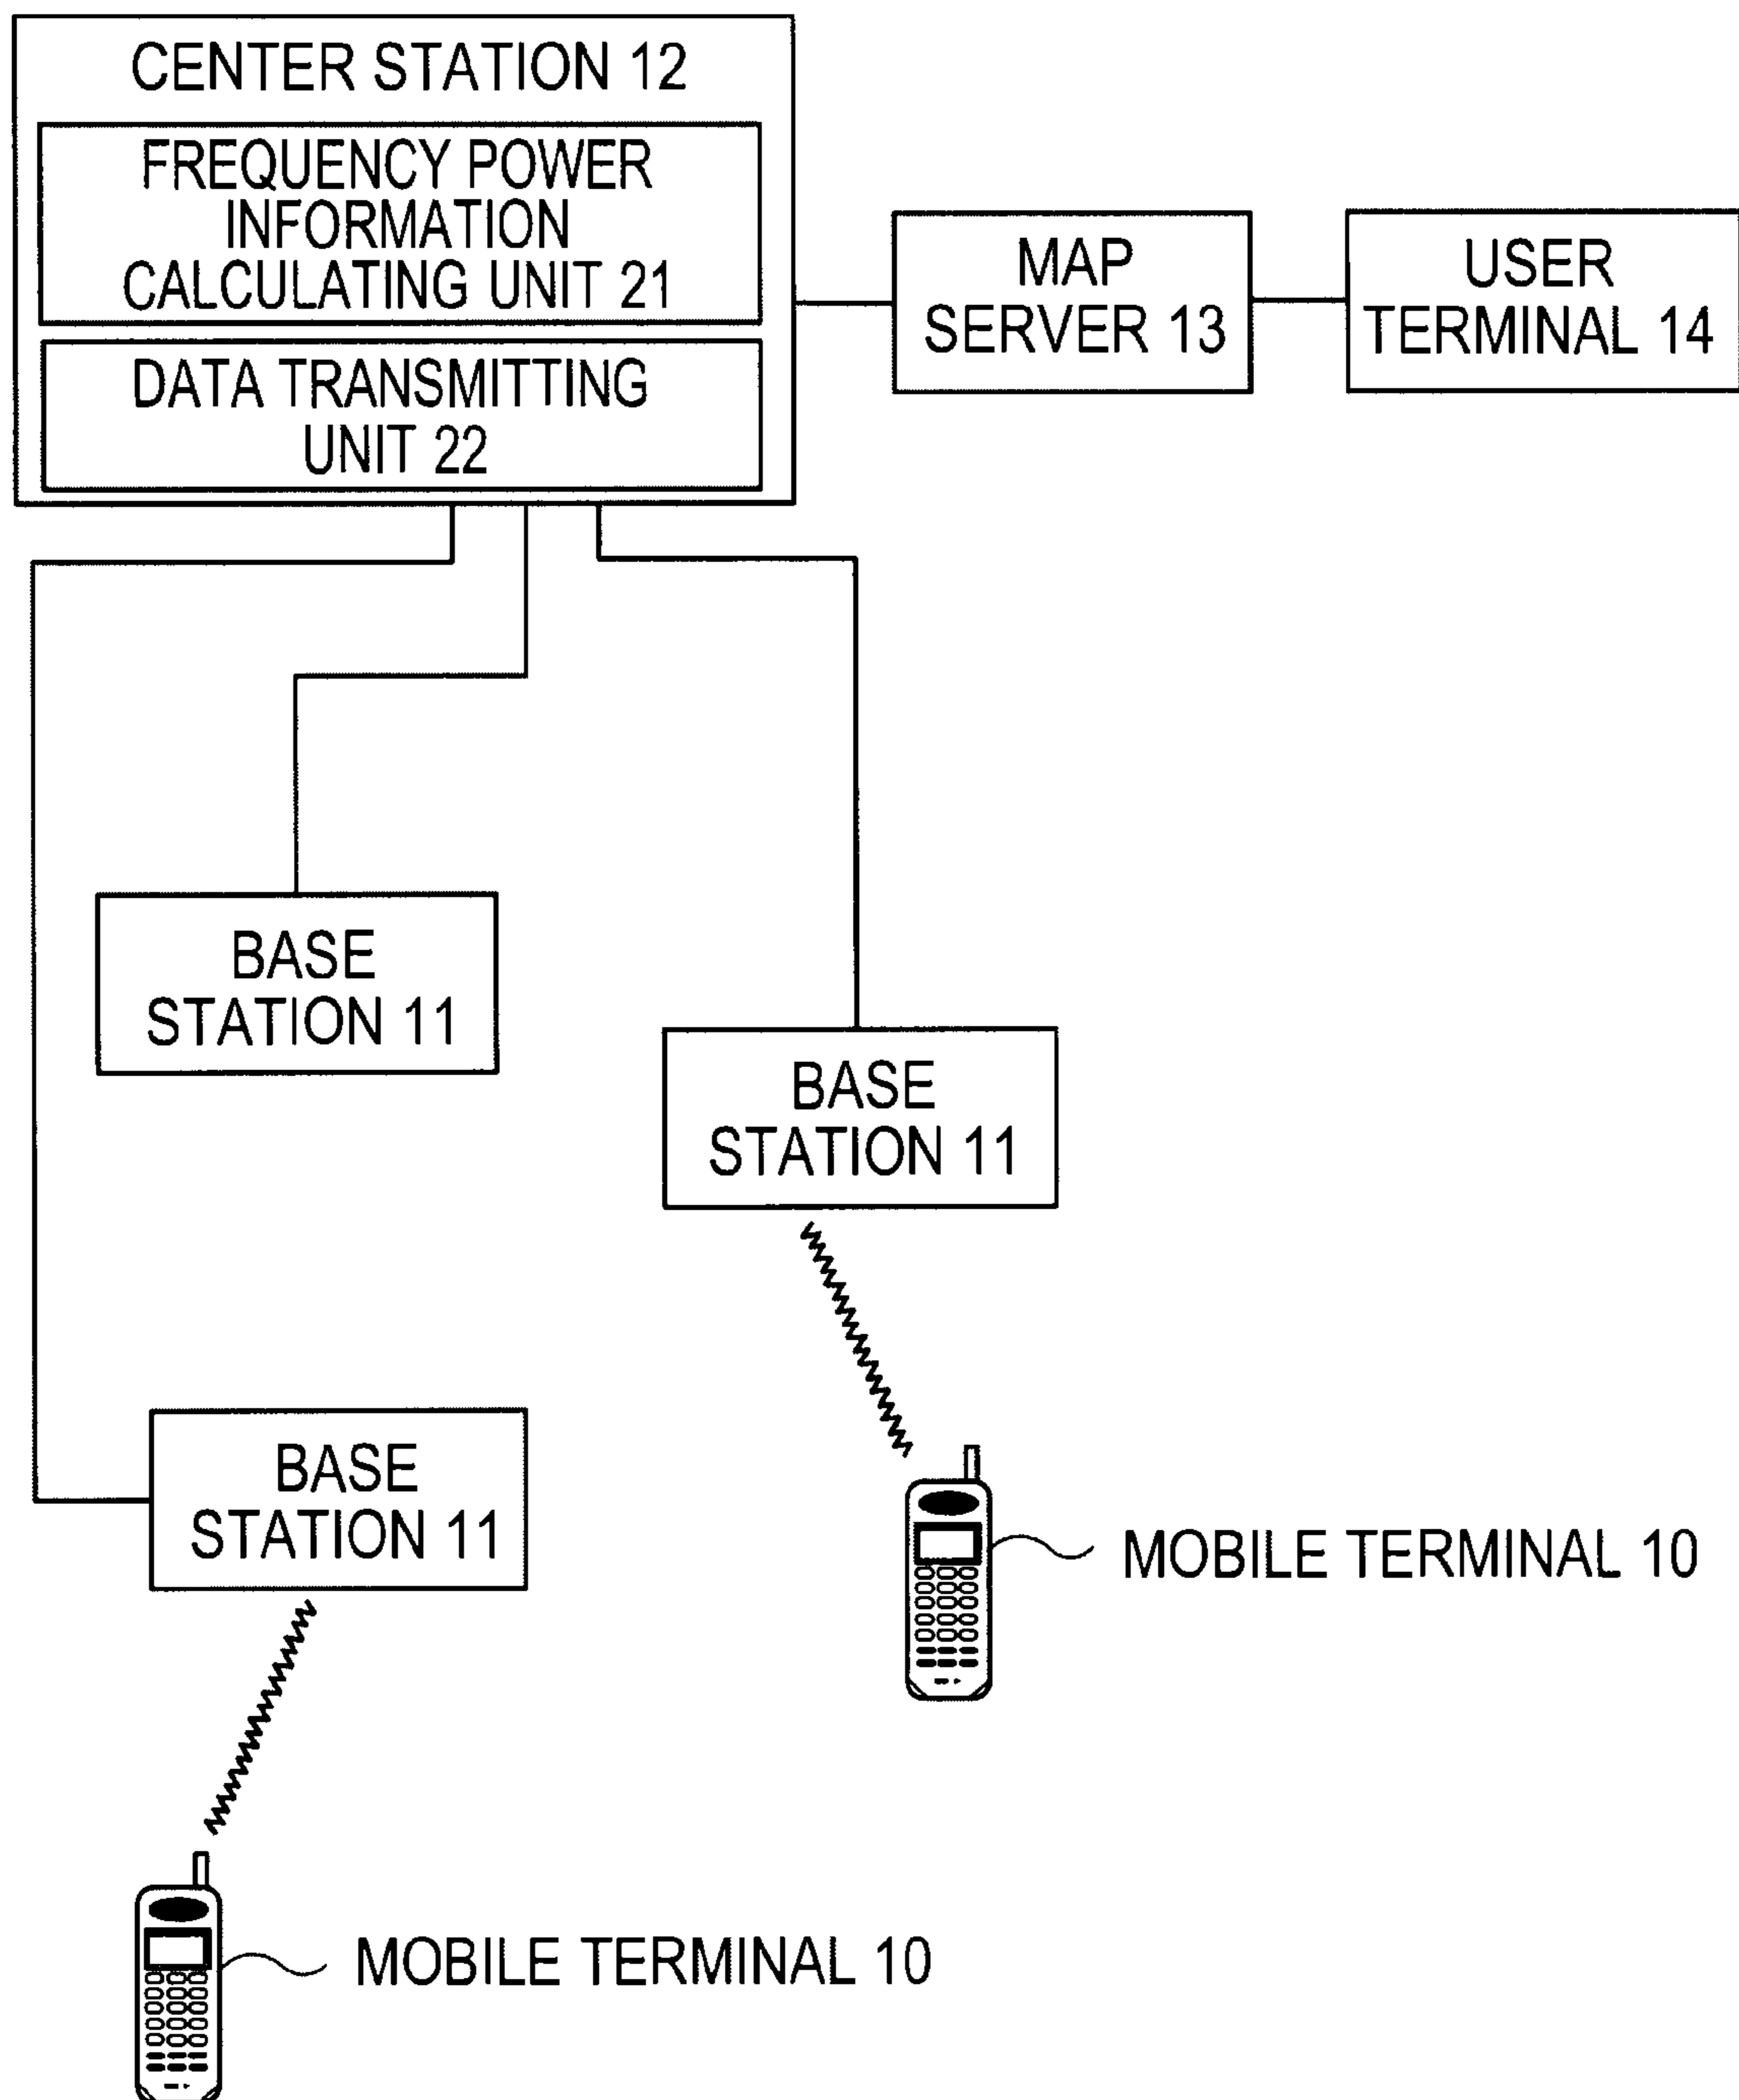 CENTER STATION 12
FREQUENCY POWER
INFORMATION
CALCULATING UNIT 21
DATA TRANSMITTING
UNIT 22
MAP
SERVER 13
USER
TERMINAL 14
BASE
STATION 11
BASE
STATION 11
BASE
STATION 11
MOBILE TERMINAL 10
MOBILE TERMINAL 10